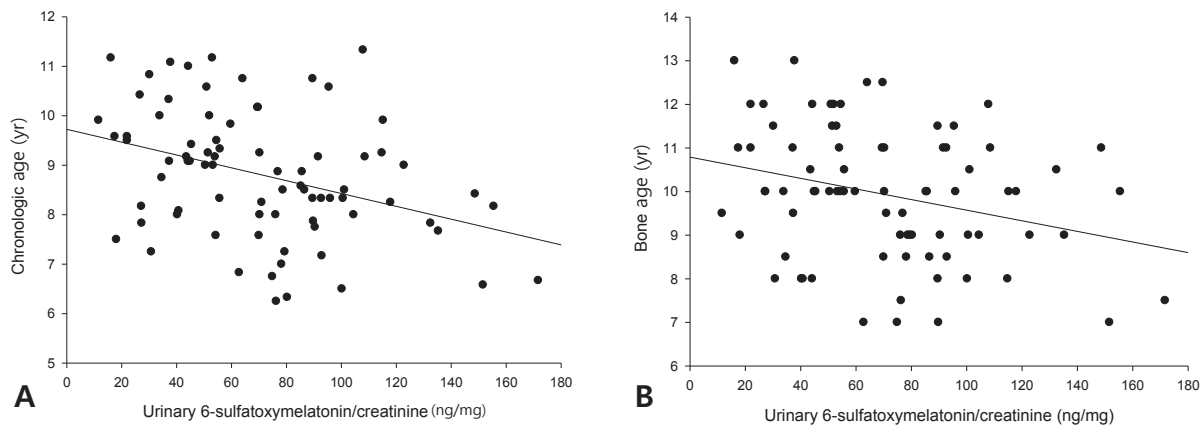 12
11
10
9
8
7
6
5
Chronologic age (yr)
0 20 40 60 80 100 120 140 160 180
Urinary 6-sulfatoxymelatonin/creatinine (ng/mg)
A
14
13
12
11
10
9
8
7
6
Bone age (yr)
0 20 40 60 80 100 120 140 160 180
Urinary 6-sulfatoxymelatonin/creatinine (ng/mg)
B